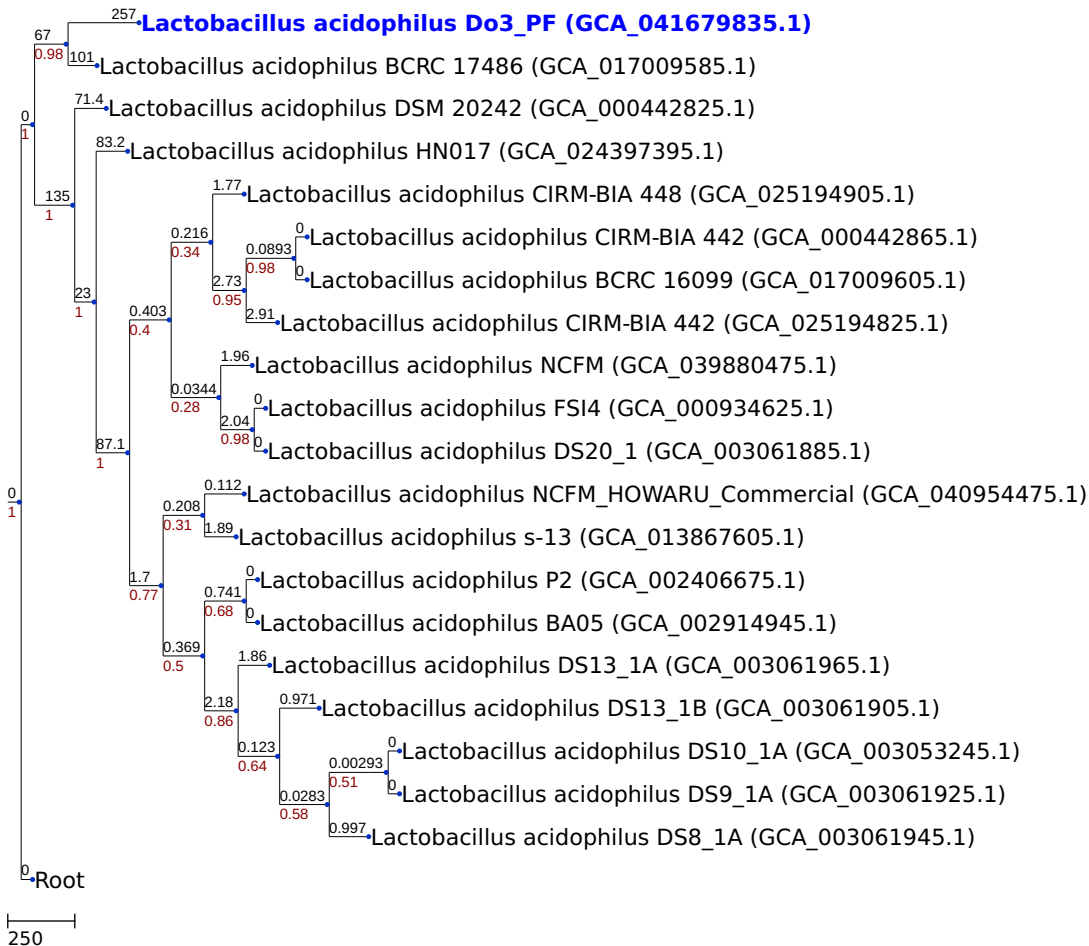 257
Lactobacillus acidophilus Do3_PF (GCA_041679835.1)
67
0.98
101
Lactobacillus acidophilus BCRC 17486 (GCA_017009585.1)
71.4
Lactobacillus acidophilus DSM 20242 (GCA_000442825.1)
0
1
83.2
Lactobacillus acidophilus HN017 (GCA_024397395.1)
1.77
Lactobacillus acidophilus CIRM-BIA 448 (GCA_025194905.1)
135
1
0.216
0.34
0
Lactobacillus acidophilus CIRM-BIA 442 (GCA_000442865.1)
0.0893
0.98
0
Lactobacillus acidophilus BCRC 16099 (GCA_017009605.1)
2.73
0.95
23
1
2.91
Lactobacillus acidophilus CIRM-BIA 442 (GCA_025194825.1)
0.403
0.4
1.96
Lactobacillus acidophilus NCFM (GCA_039880475.1)
0.0344
0.28
0
Lactobacillus acidophilus FSI4 (GCA_000934625.1)
2.04
0.98
0
Lactobacillus acidophilus DS20_1 (GCA_003061885.1)
87.1
1
0.112
Lactobacillus acidophilus NCFM_HOWARU_Commercial (GCA_040954475.1)
0
1
0.208
0.31
1.89
Lactobacillus acidophilus s-13 (GCA_013867605.1)
1.7
0.77
0
Lactobacillus acidophilus P2 (GCA_002406675.1)
0.741
0.68
0
Lactobacillus acidophilus BA05 (GCA_002914945.1)
0.369
0.5
1.86
Lactobacillus acidophilus DS13_1A (GCA_003061965.1)
2.18
0.86
0.971
Lactobacillus acidophilus DS13_1B (GCA_003061905.1)
0.123
0.64
0
Lactobacillus acidophilus DS10_1A (GCA_003053245.1)
0.00293
0.51
0
Lactobacillus acidophilus DS9_1A (GCA_003061925.1)
0.0283
0.58
0.997
Lactobacillus acidophilus DS8_1A (GCA_003061945.1)
0
Root
250